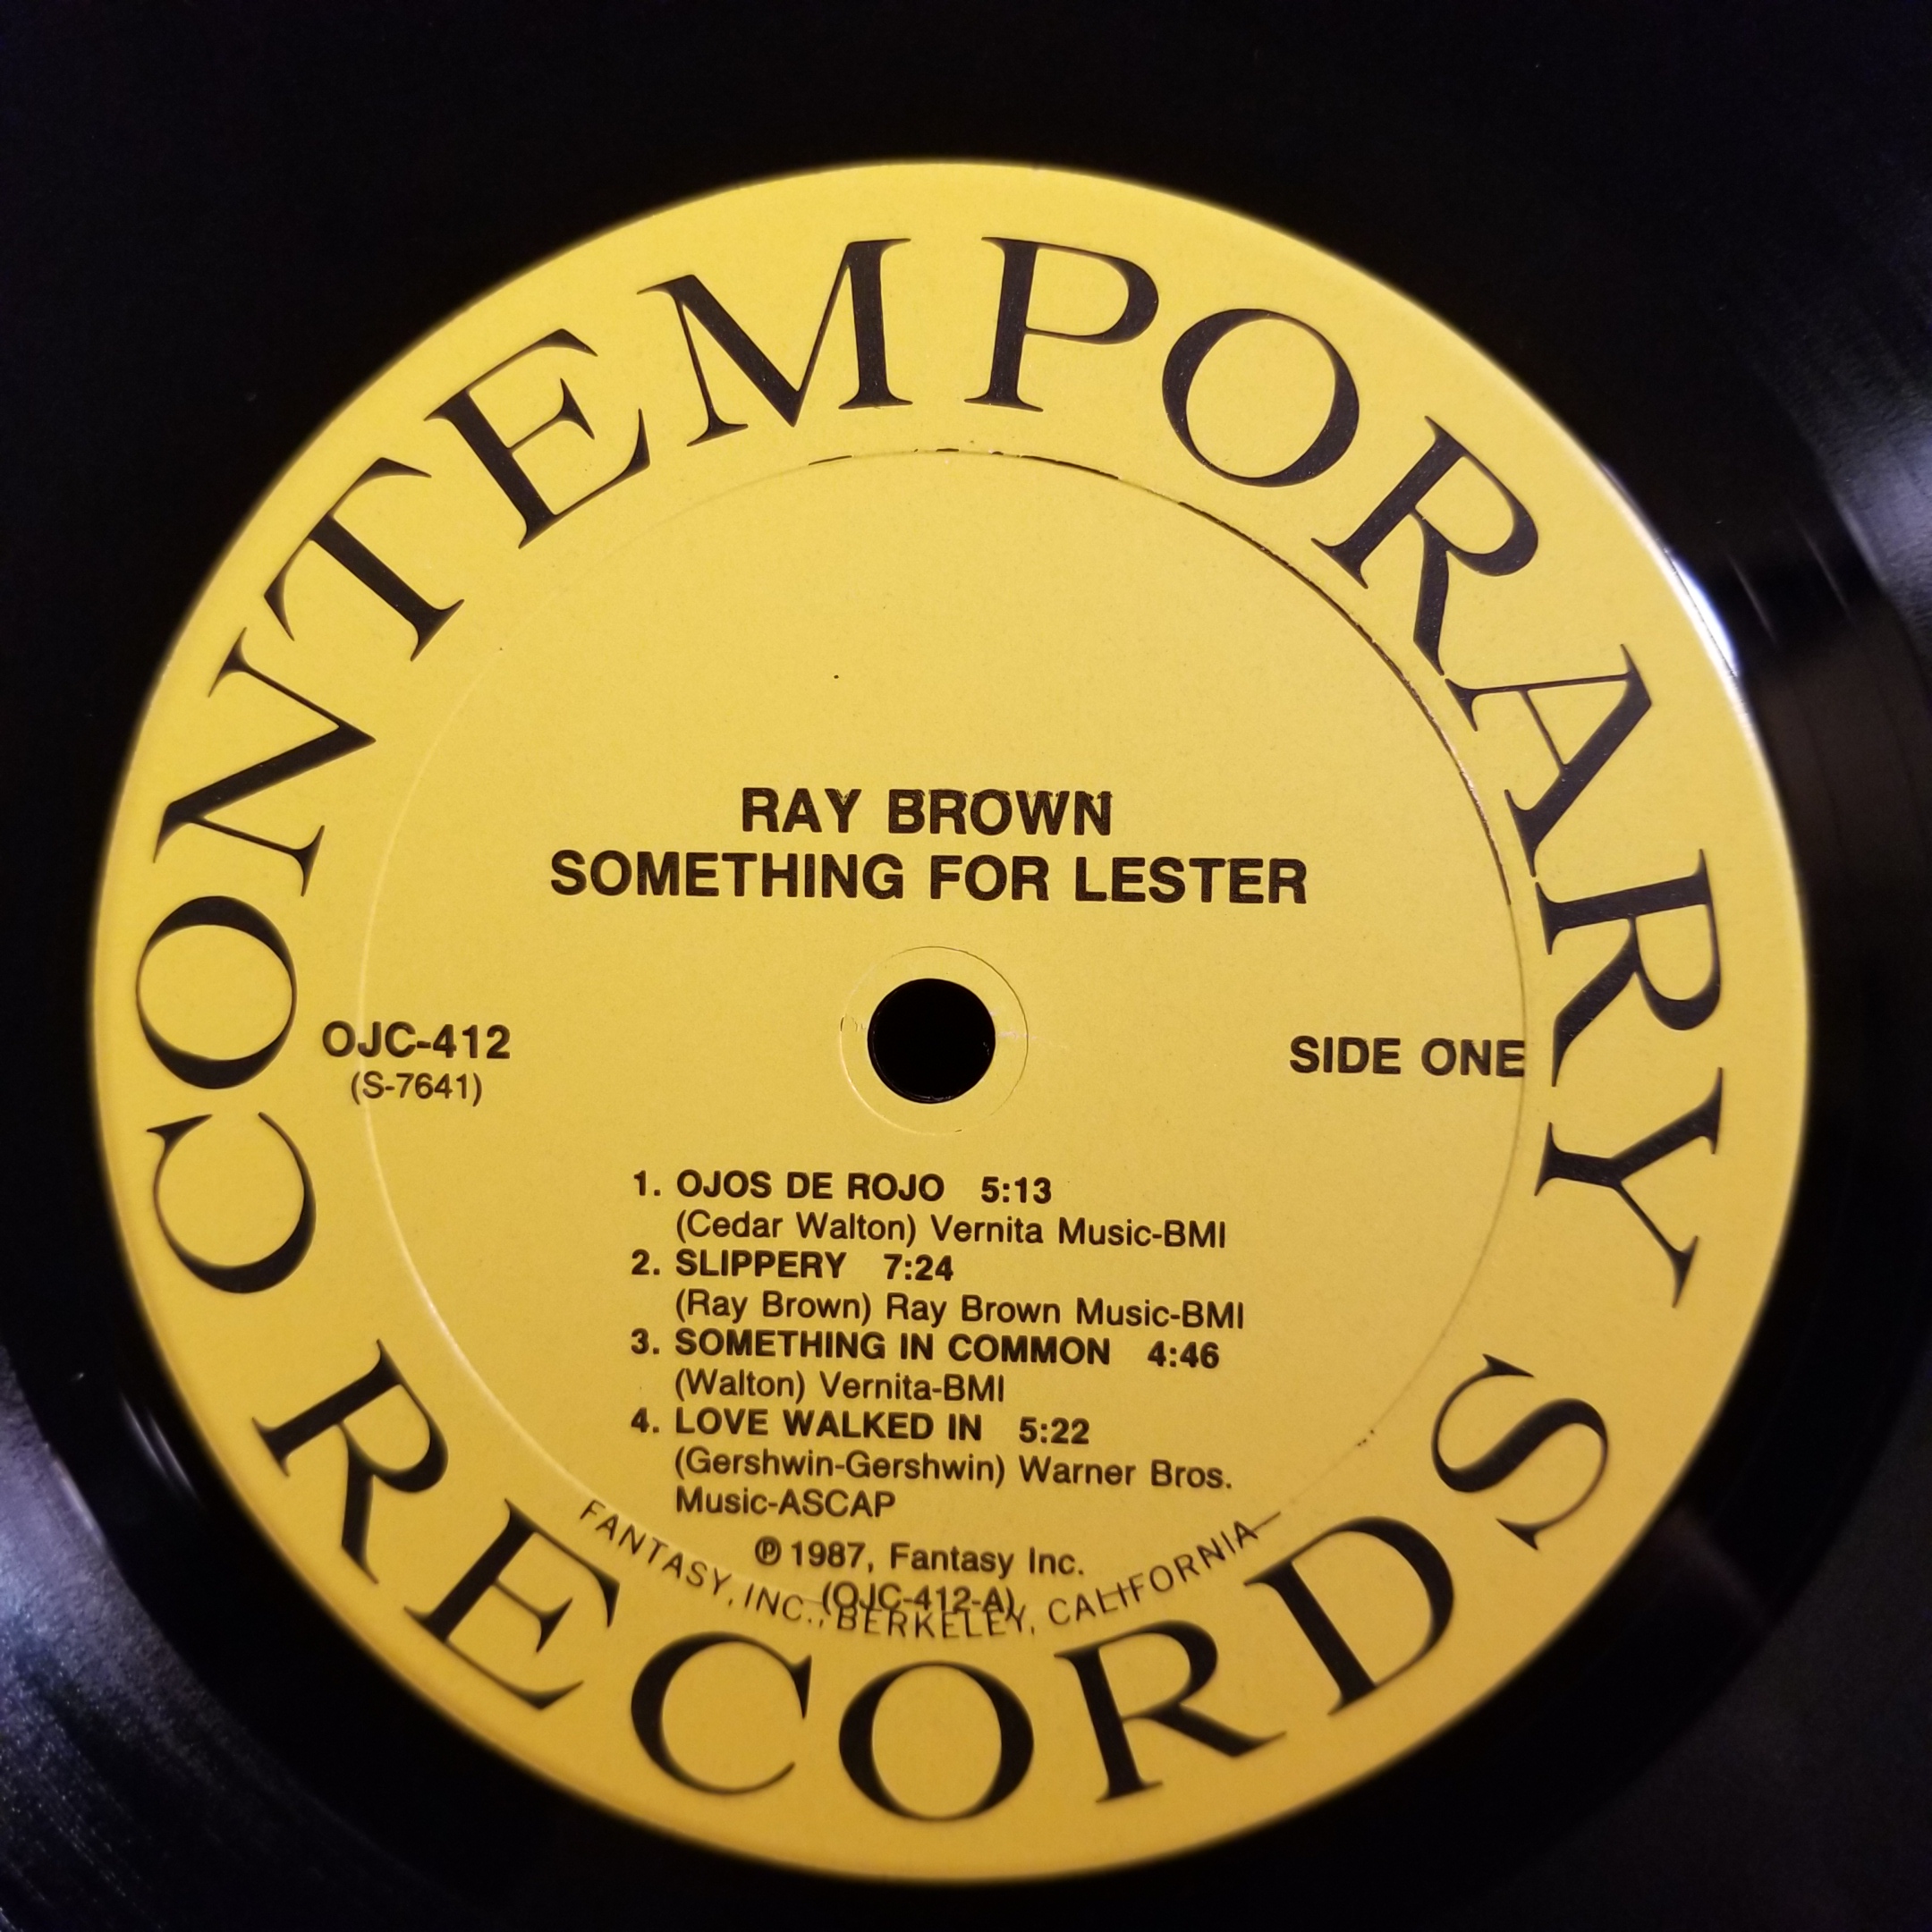 CONTEMPORARY
RAY BROWN
SOMETHING FOR LESTER
OJC-412
(S-7641)
SIDE ONE
1. OJOS DE ROJO 5:13
(Cedar Walton) Vernita Music-BMI
2. SLIPPERY 7:24
(Ray Brown) Ray Brown Music-BMI
3. SOMETHING IN COMMON 4:46
(Walton) Vernita-BMI
4. LOVE WALKED IN 5:22
(Gershwin-Gershwin) Warner Bros.
Music-ASCAP
℗ 1987, Fantasy Inc.
(OJC-412-A)
FANTASY, INC., BERKELEY, CALIFORNIA
RECORDS